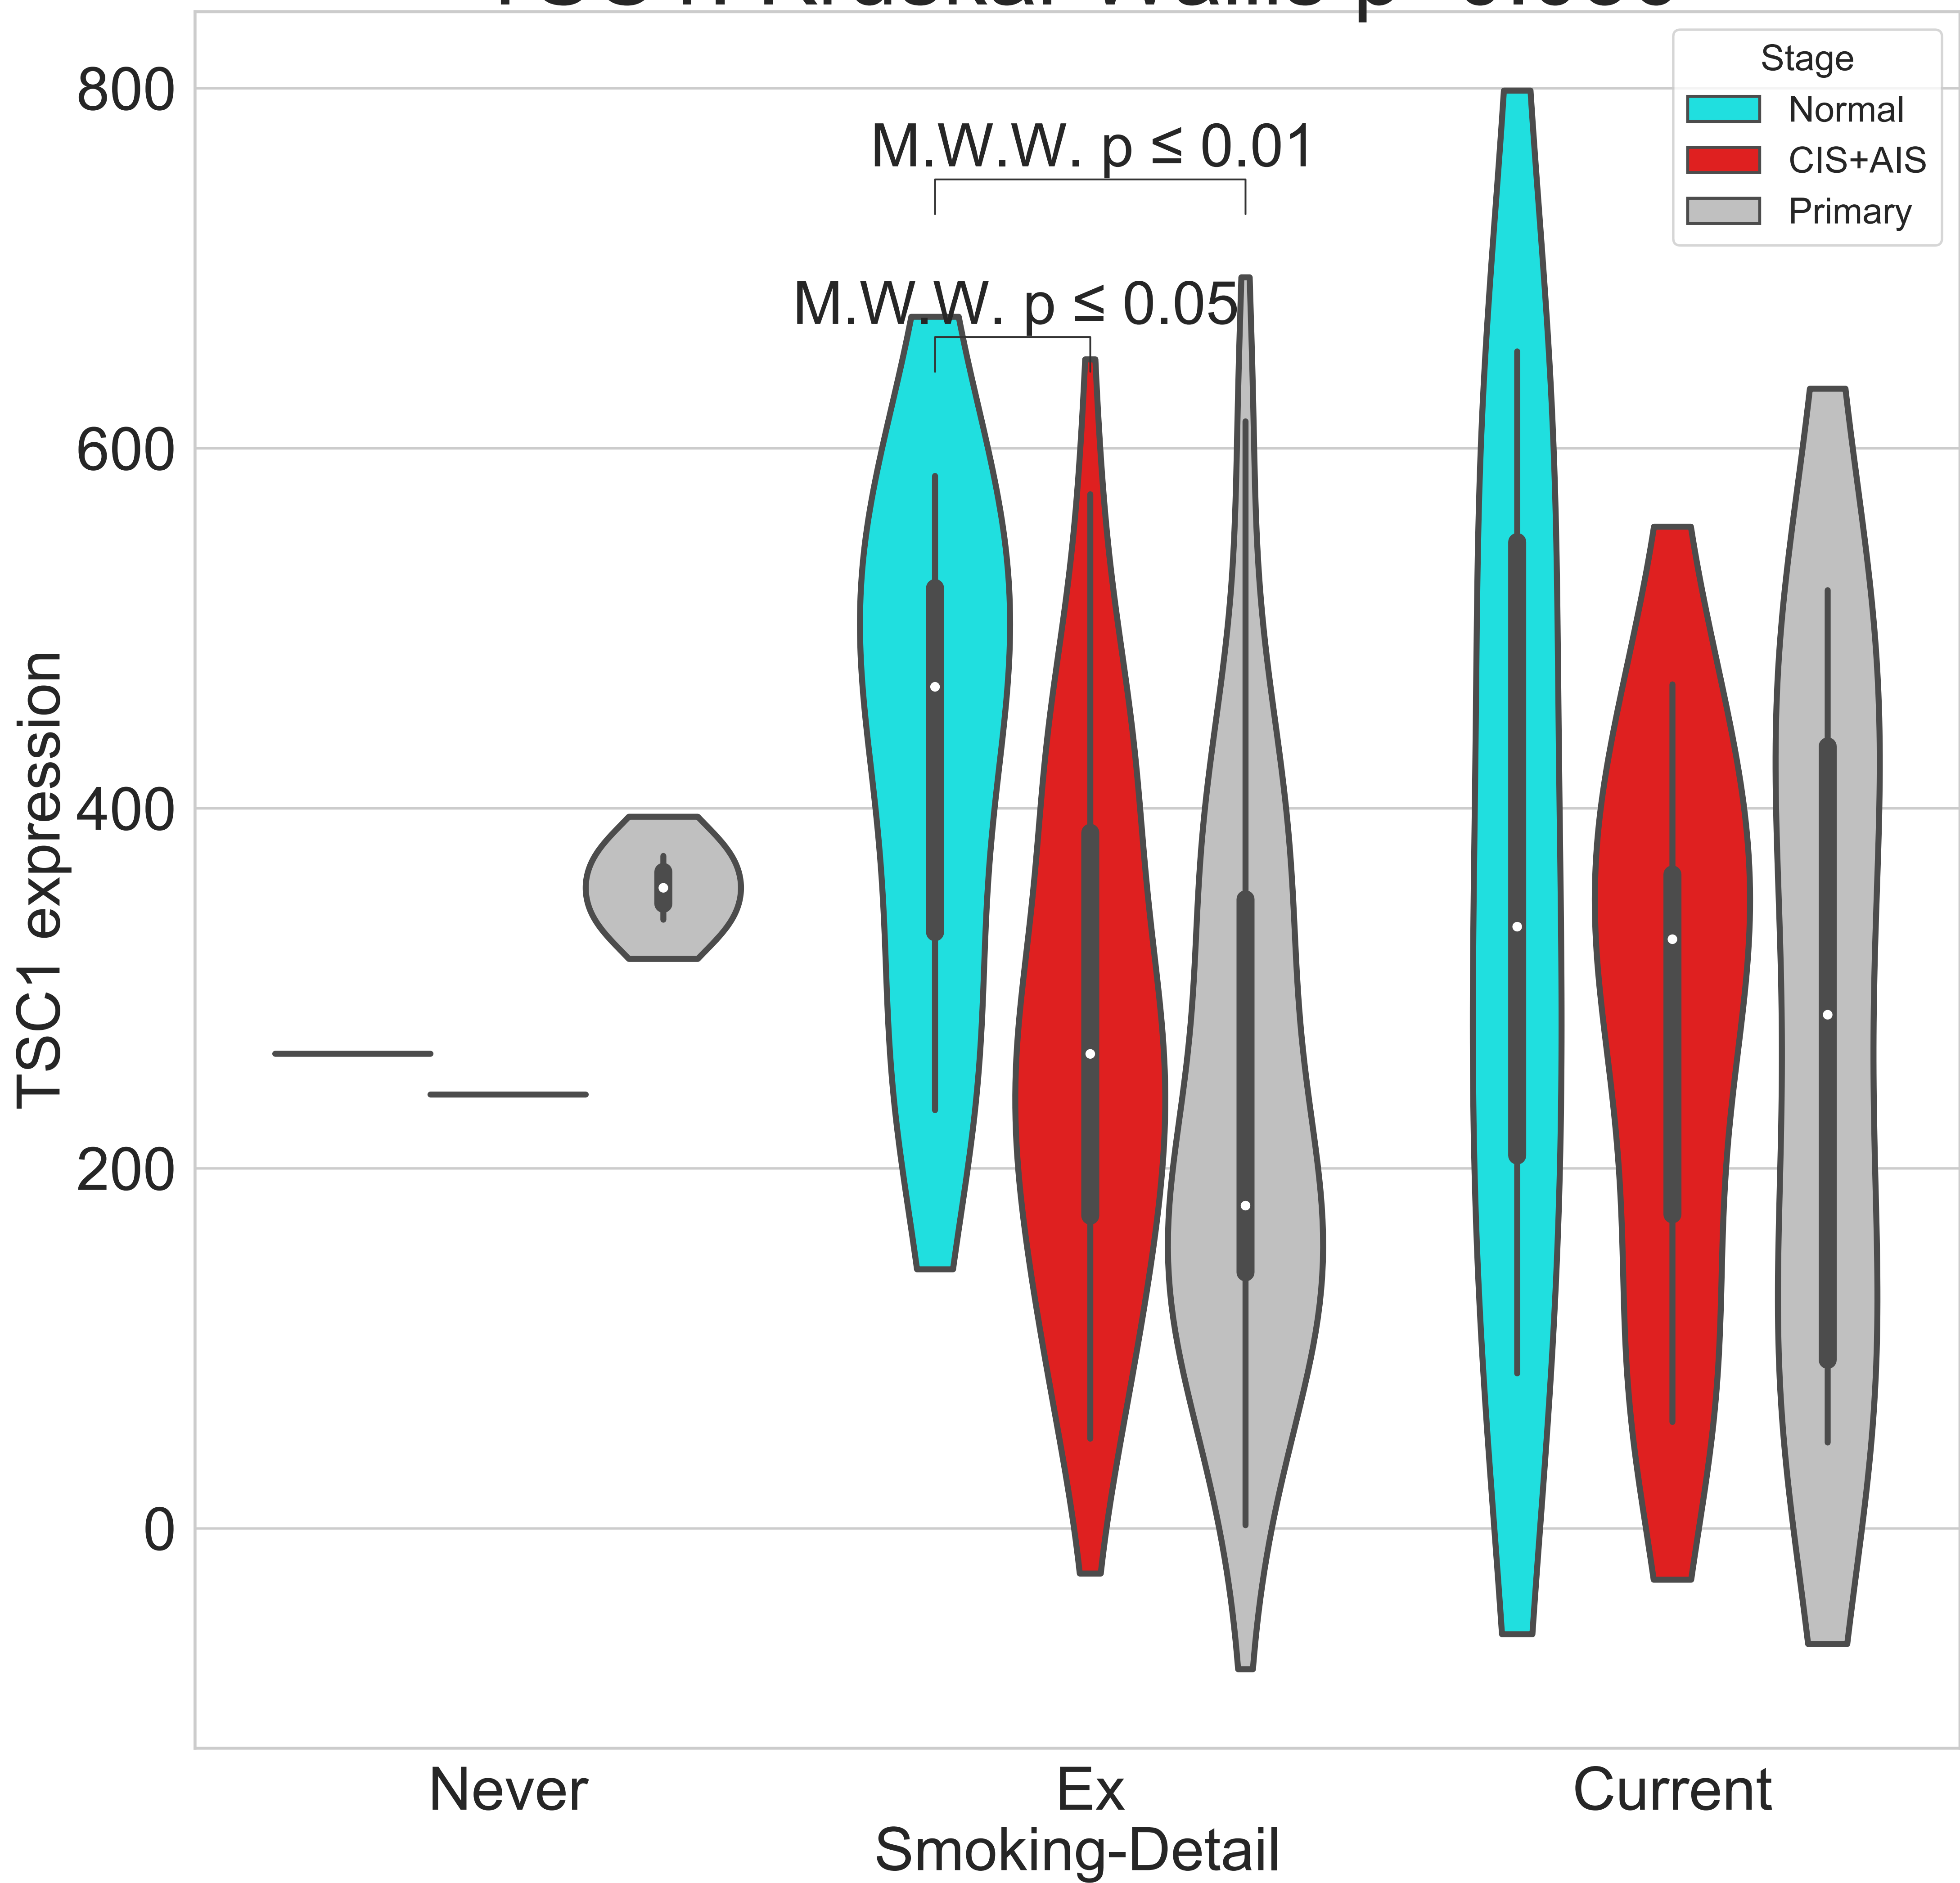 Stage
800
Normal
M.W.W. p ≤ 0.01
CIS+AIS
Primary
M.W.W. p ≤ 0.05
600
TSC1 expression
400
200
0
Never
Ex
Current
Smoking-Detail